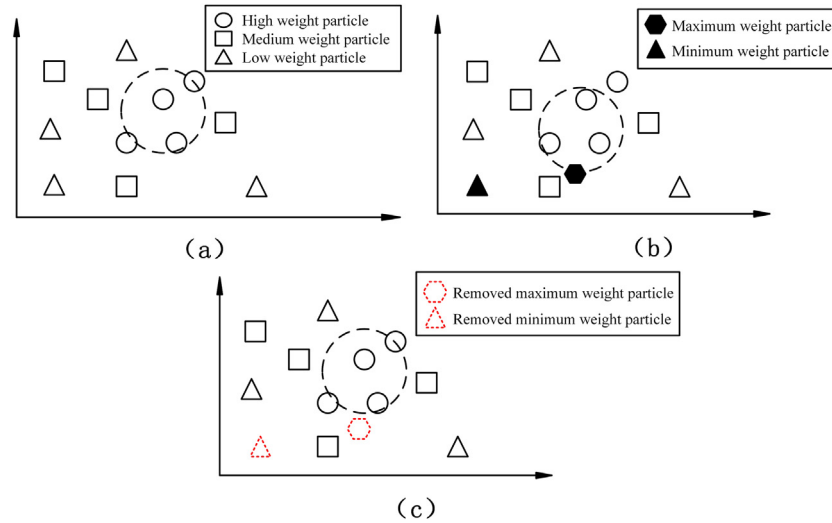 High weight particle
Medium weight particle
Low weight particle
Maximum weight particle
Minimum weight particle
(a)
(b)
Removed maximum weight particle
Removed minimum weight particle
(c)